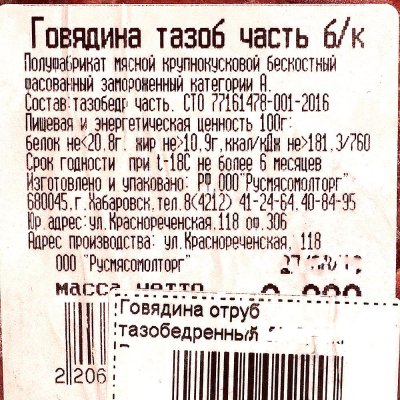 Говядина тазоб часть б/к
Полуфабрикат мясной крупнокусковой бескостный
фасованный замороженный категории А.
Состав:тазобедр часть. СТО 77161478-001-2016
Пищевая и энергетическая ценность 100г:
белок не<20.8г. жир не>10,9г,ккал/кДж не>181,3/760
Срок годности при t-18С не более 6 месяцев
Изготовлено и упаковано: РФ,ООО"Русмясомолторг"
680045.г.Хабаровск.тел.8(4212) 41-24-64.40-84-95
Юр.адрес:ул.Краснореченская.118 оф.306
Адрес производства: ул.Краснореченская, 118
ООО "Русмясомолторг"
масса нетто
Говядина отруб
тазобедренный
2 206